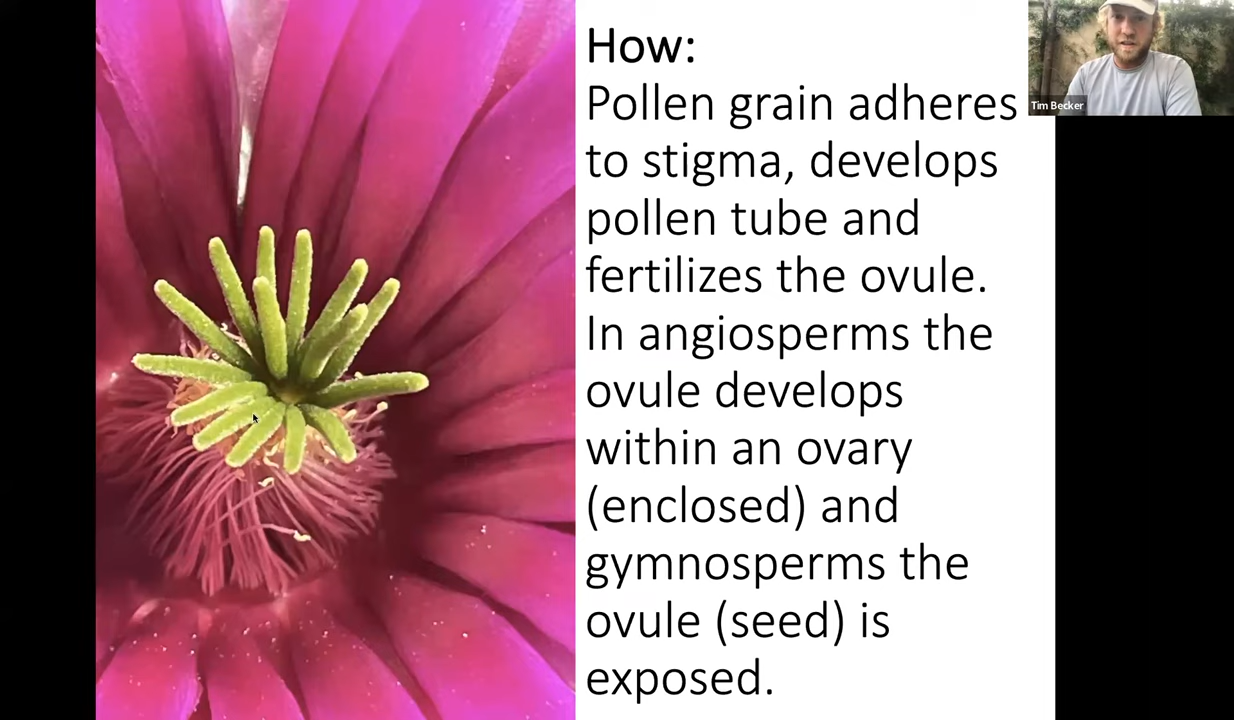 How:
Pollen grain adheres
to stigma, develops
pollen tube and
fertilizes the ovule.
In angiosperms the
ovule develops
within an ovary
(enclosed) and
gymnosperms the
ovule (seed) is
exposed.
Tim Becker